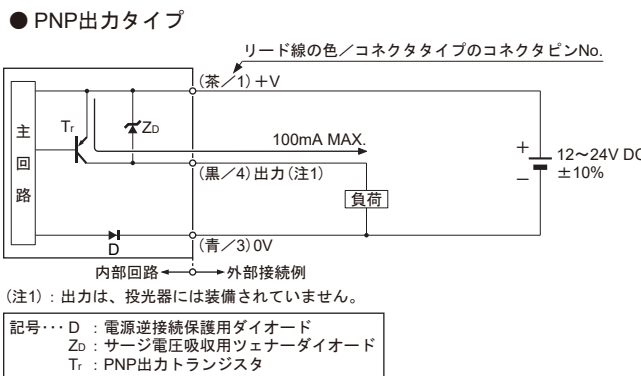 ● PNP出力タイプ
リード線の色／コネクタタイプのコネクタピンNo.
(茶／1)＋V
主回路
Tr
ZD
100mA MAX.
(黒／4)出力(注1)
負荷
＋
－
12～24V DC
±10%
D
(青／3)0V
内部回路
外部接続例
(注1)：出力は、投光器には装備されていません。
記号･･･ D ：電源逆接続保護用ダイオード
ZD：サージ電圧吸収用ツェナーダイオード
Tr ：PNP出力トランジスタ